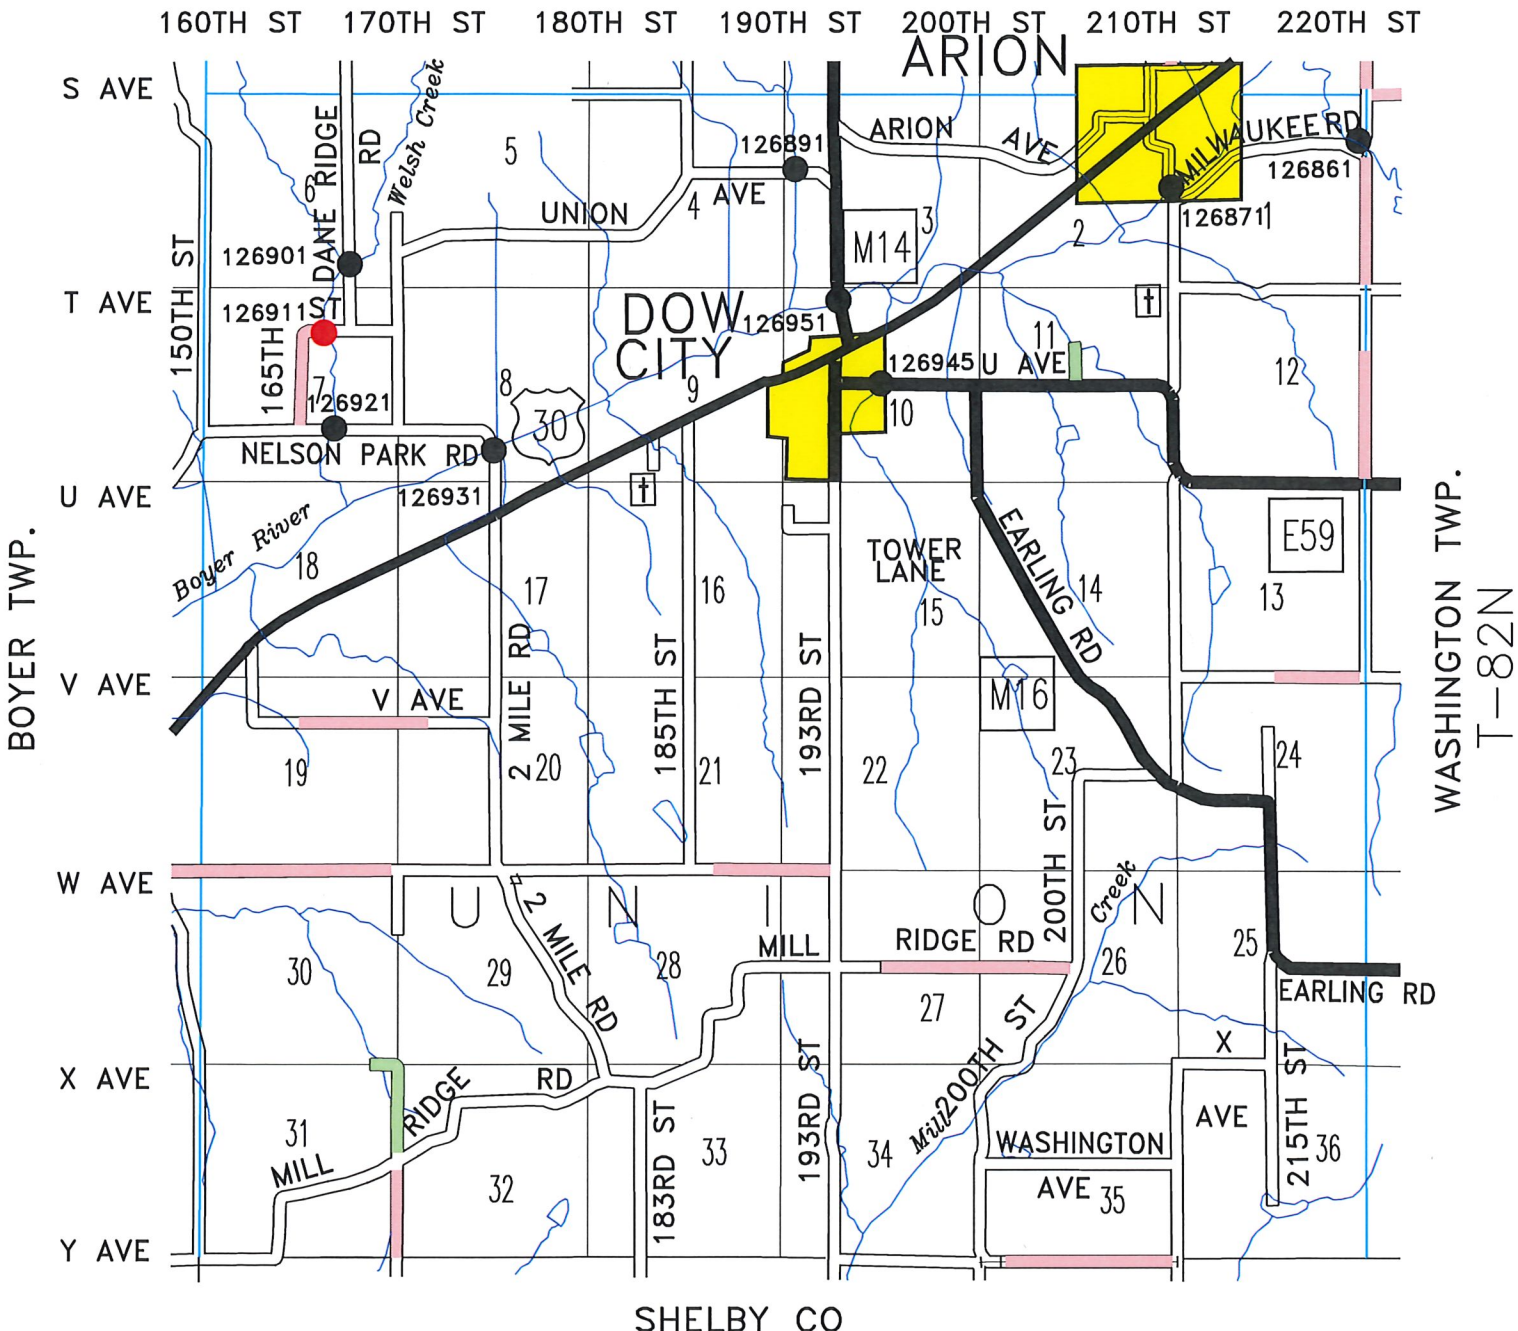 160TH ST 170TH ST 180TH ST 190TH ST 200TH ST 210TH ST 220TH ST
ARION
S AVE
DANE RIDGE RD
Welsh Creek
5
6
126891
ARION AVE
MILWAUKEE RD
126861
4
AVE
UNION
M14
3
2
126871
1
126901
150TH ST
T AVE
126911
ST
165TH
DOW
CITY
126951
126945
U AVE
11
12
7
126921
8
30
9
10
NELSON PARK RD
126931
U AVE
BOYER TWP.
Boyer River
18
17
16
TOWER
LANE
15
EARLING RD
14
E59
13
WASHINGTON TWP.
T-82N
V AVE
V AVE
2 MILE RD
185TH ST
193RD ST
M16
19
20
21
22
23
24
200TH ST
W AVE
U N I O N
Creek
2 MILE RD
MILL
RIDGE RD
30
29
28
27
26
25
EARLING RD
200TH ST
Mill
X
AVE
X AVE
RIDGE
RD
MILL
183RD ST
193RD ST
215TH ST
31
32
33
34
WASHINGTON
AVE
35
36
Y AVE
SHELBY CO